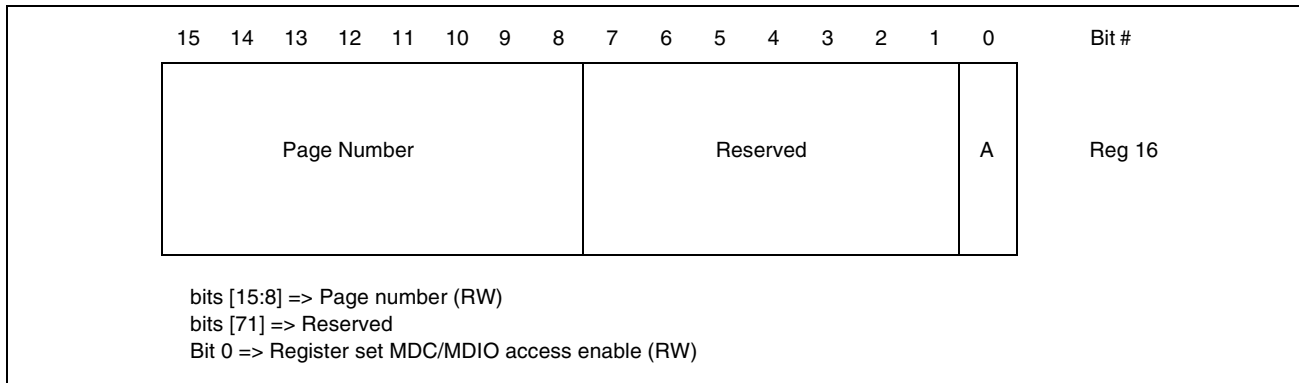 15 14 13 12 11 10 9 8 7 6 5 4 3 2 1 0 Bit #
Page Number Reserved A Reg 16
bits [15:8] => Page number (RW)
bits [71] => Reserved
Bit 0 => Register set MDC/MDIO access enable (RW)